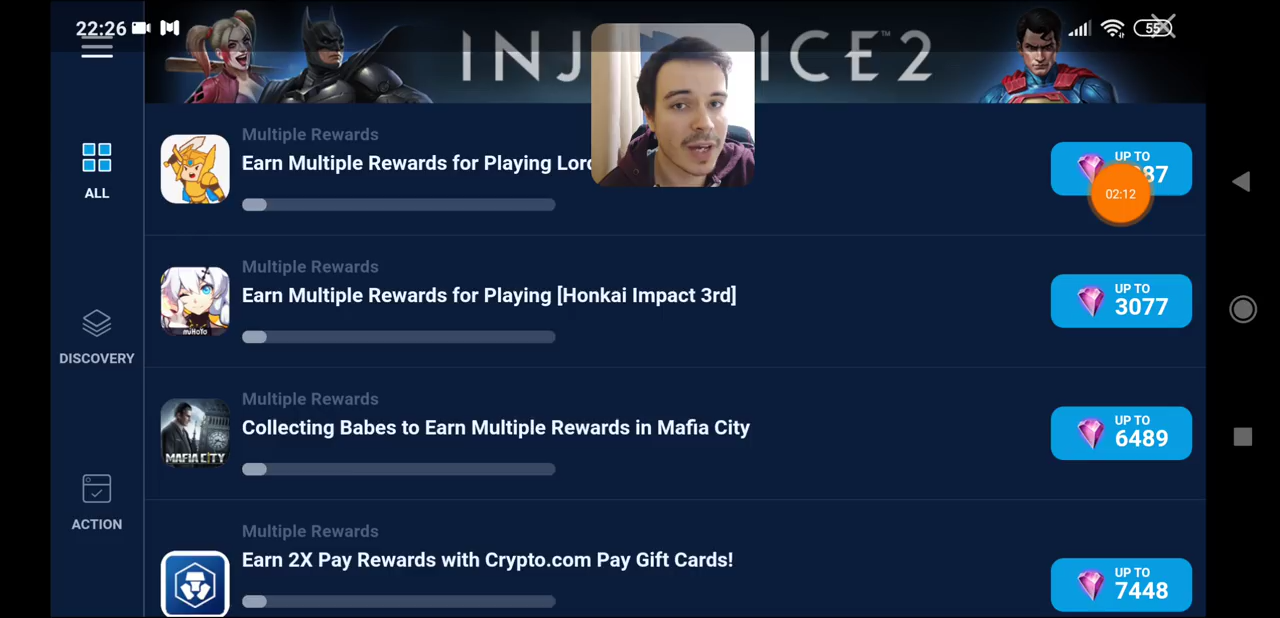 22:26
55
INJ ICE 2
™
Multiple Rewards
Earn Multiple Rewards for Playing
UP TO
87
02:12
ALL
Multiple Rewards
Earn Multiple Rewards for Playing [Honkai Impact 3rd]
miHoYo
UP TO
3077
DISCOVERY
Multiple Rewards
Collecting Babes to Earn Multiple Rewards in Mafia City
MAFIA CITY
UP TO
6489
ACTION
Multiple Rewards
Earn 2X Pay Rewards with Crypto.com Pay Gift Cards!
UP TO
7448